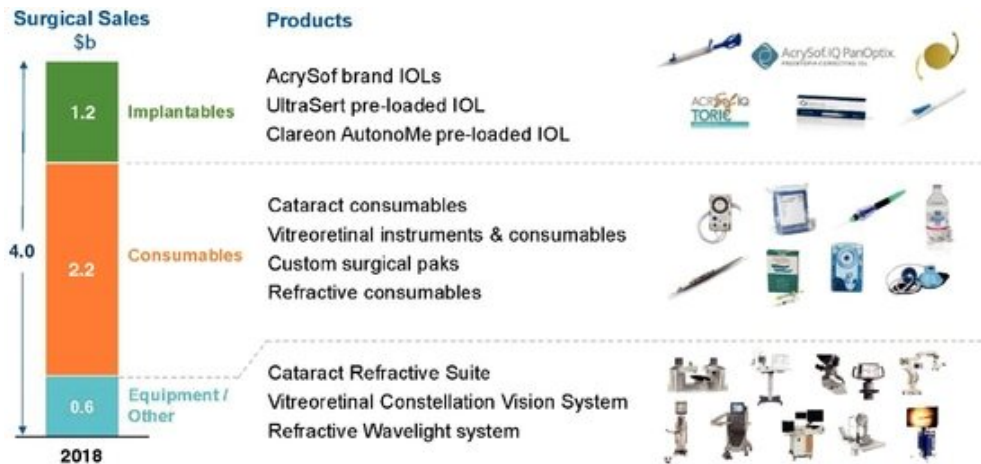 Surgical Sales
$b
Products
4.0
1.2
Implantables
AcrySof brand IOLs
UltraSert pre-loaded IOL
Clareon AutonoMe pre-loaded IOL
AcrySof IQ PanOptix
ACRYSof IQ
TORIC
2.2
Consumables
Cataract consumables
Vitreoretinal instruments & consumables
Custom surgical paks
Refractive consumables
0.6
Equipment /
Other
Cataract Refractive Suite
Vitreoretinal Constellation Vision System
Refractive Wavelight system
2018